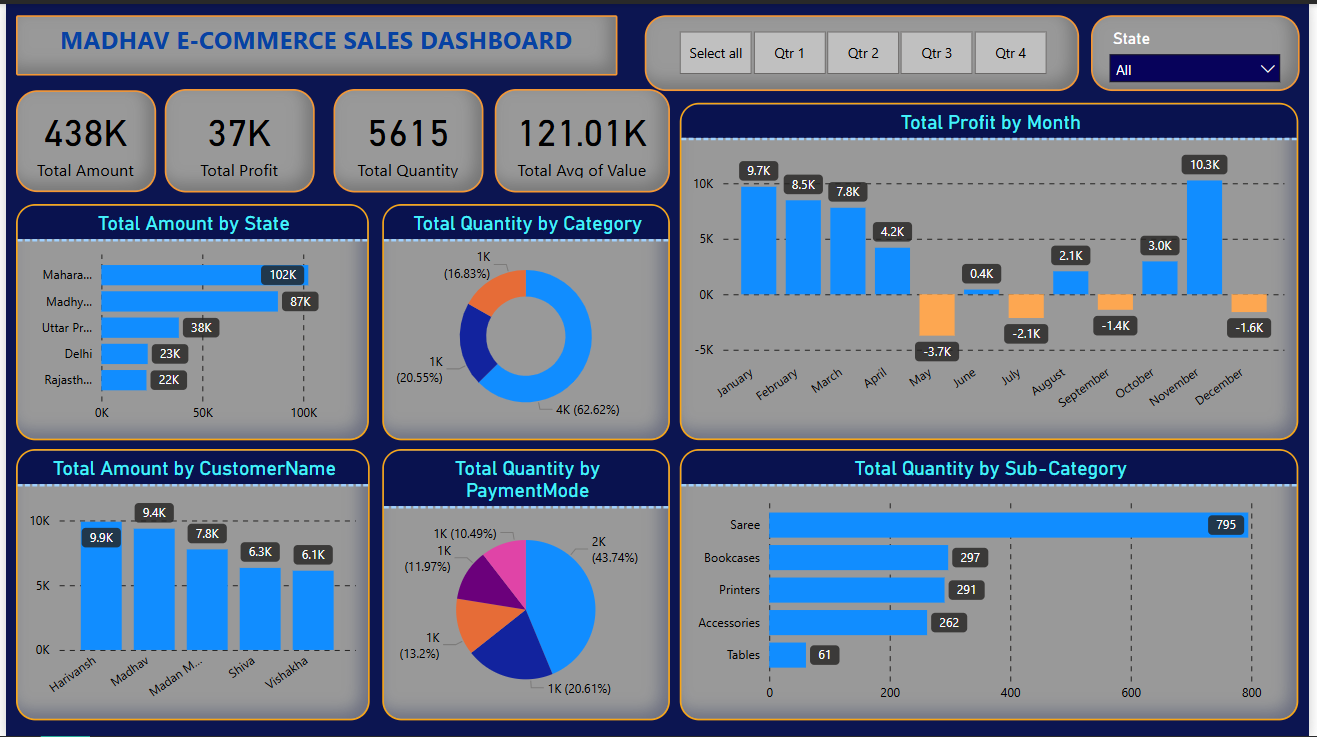 MADHAV E-COMMERCE SALES DASHBOARD
Select all
Qtr 1
Qtr 2
Qtr 3
Qtr 4
State
All
438K
Total Amount
37K
Total Profit
5615
Total Quantity
121.01K
Total Avg of Value
Total Profit by Month
10K
5K
0K
-5K
9.7K
8.5K
7.8K
4.2K
-3.7K
0.4K
-2.1K
2.1K
-1.4K
3.0K
10.3K
-1.6K
January
February
March
April
May
June
July
August
September
October
November
December
Total Amount by State
Mahara...
102K
Madhy...
87K
Uttar Pr...
38K
Delhi
23K
Rajasth...
22K
0K
50K
100K
Total Quantity by Category
1K
(16.83%)
1K
(20.55%)
4K (62.62%)
Total Amount by CustomerName
10K
5K
0K
9.9K
9.4K
7.8K
6.3K
6.1K
Harivansh
Madhav
Madan M...
Shiva
Vishakha
Total Quantity by
PaymentMode
1K (10.49%)
1K
(11.97%)
1K
(13.2%)
2K
(43.74%)
1K (20.61%)
Total Quantity by Sub-Category
Saree
795
Bookcases
297
Printers
291
Accessories
262
Tables
61
0
200
400
600
800